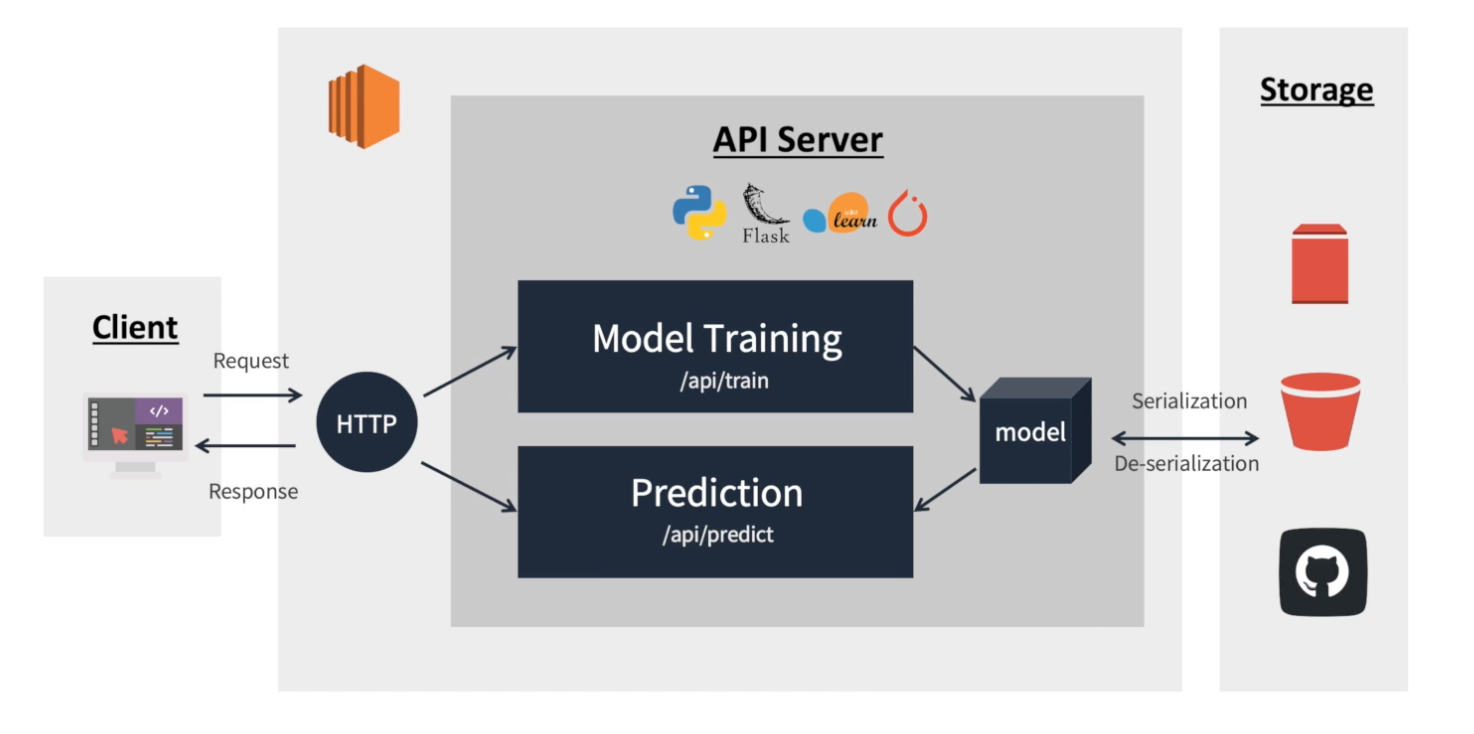 Storage
API Server
Flask
learn
Client
Request
Response
HTTP
</>
Model Training
/api/train
Prediction
/api/predict
model
Serialization
De-serialization